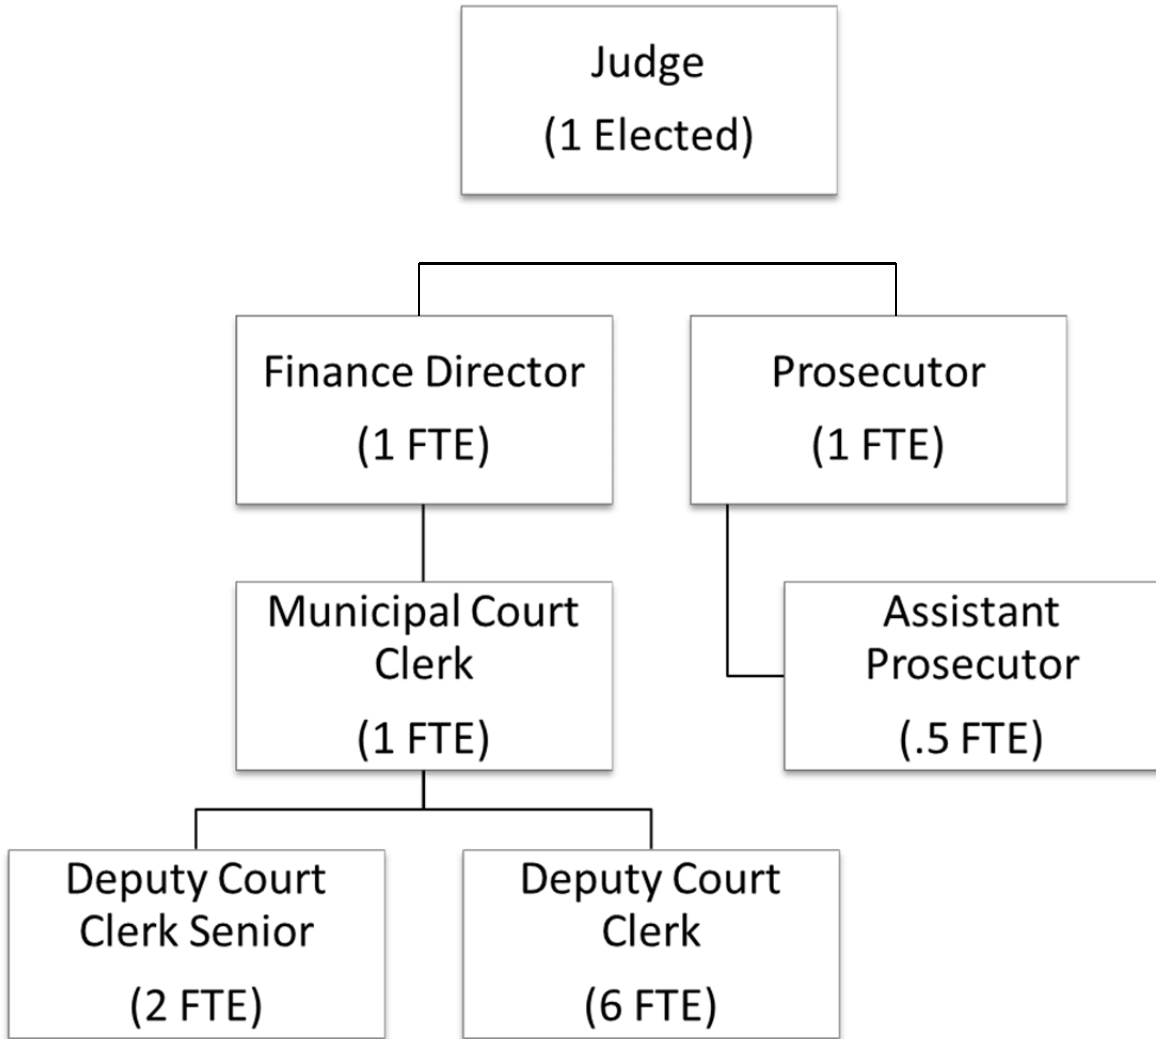 Judge
(1 Elected)
Finance Director
(1 FTE)
Prosecutor
(1 FTE)
Municipal Court
Clerk
(1 FTE)
Assistant
Prosecutor
(.5 FTE)
Deputy Court
Clerk Senior
(2 FTE)
Deputy Court
Clerk
(6 FTE)